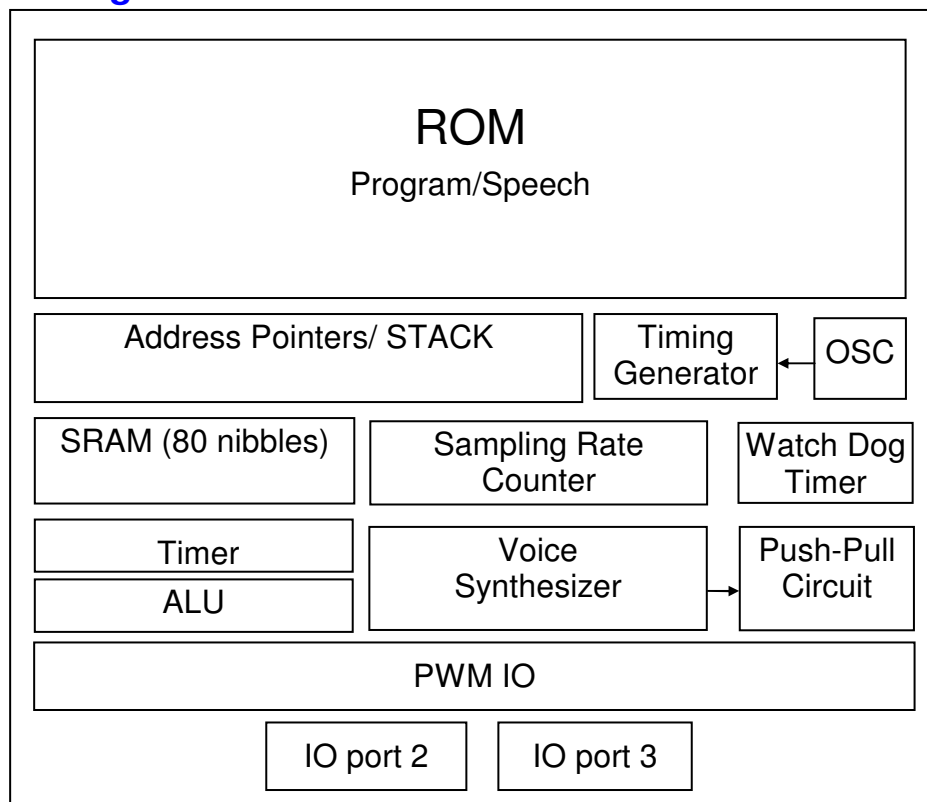 ROM
Program/Speech
Address Pointers/ STACK
Timing
Generator
OSC
SRAM (80 nibbles)
Sampling Rate
Counter
Watch Dog
Timer
Timer
ALU
Voice
Synthesizer
Push-Pull
Circuit
PWM IO
IO port 2
IO port 3